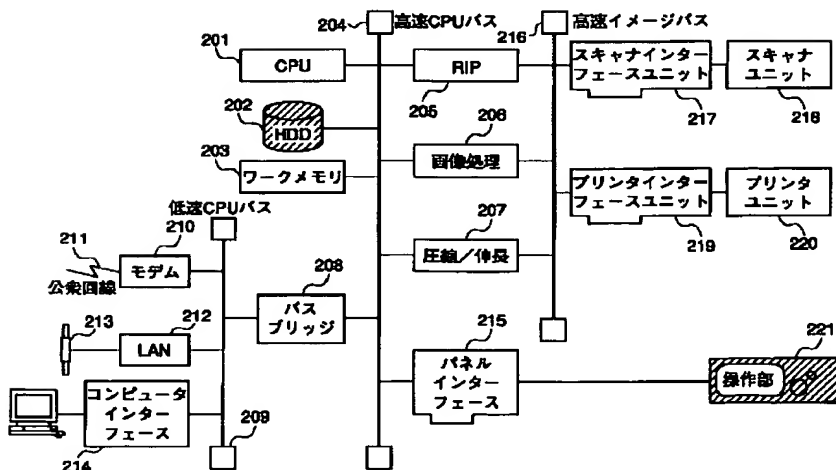 204
高速CPUバス
216
高速イメージバス
201
CPU
RIP
205
スキャナインター
フェースユニット
217
スキャナ
ユニット
218
202
HDD
206
画像処理
203
ワークメモリ
プリンタインター
フェースユニット
219
プリンタ
ユニット
220
低速CPUバス
207
圧縮/伸長
211
公衆回線
210
モデム
208
バス
ブリッジ
213
212
LAN
215
パネル
インター
フェース
221
操作部
コンピュータ
インター
フェース
214
209